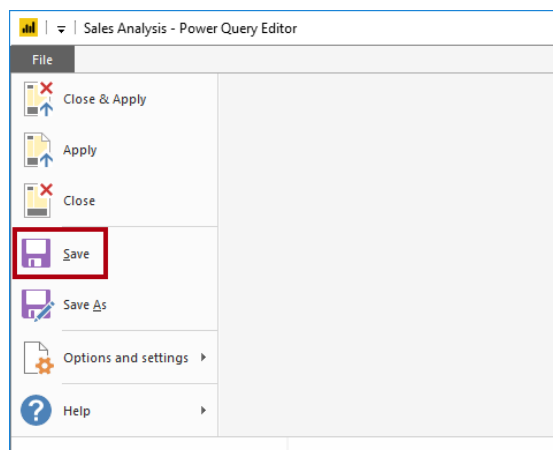 Sales Analysis - Power Query Editor
File
Close & Apply
Apply
Close
Save
Save As
Options and settings
Help